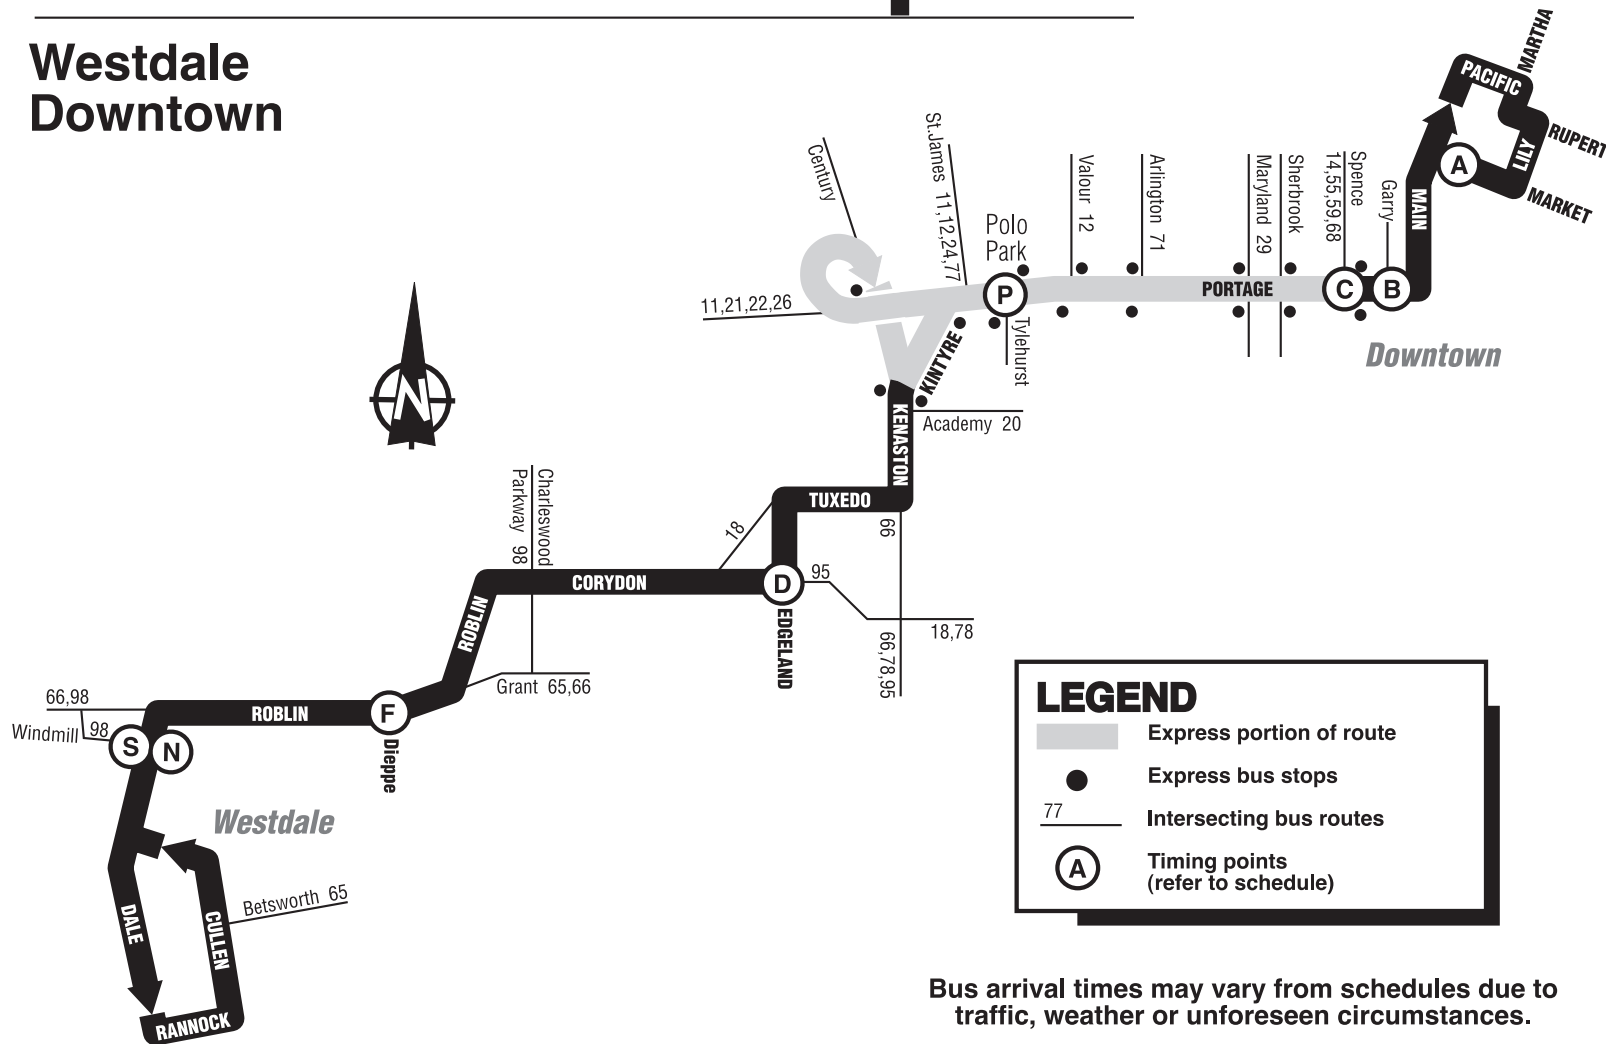 Westdale
Downtown
MARTHA
PACIFIC
RUPERT
LILY
A
MARKET
MAIN
Century
St.James 11,12,24,77
Polo
Park
Valour 12
Arlington 71
Maryland 29
Sherbrook
Spence
14,55,59,68
Garry
11,21,22,26
P
PORTAGE
C
B
Tylehurst
KINTYRE
Downtown
N
KENASTON
Academy 20
TUXEDO
66
Charleswood
Parkway 98
18
CORYDON
D
95
EDGELAND
18,78
66,78,95
ROBLIN
Grant 65,66
66,98
ROBLIN
F
Windmill
98
S
N
Dieppe
Westdale
DALE
CULLEN
Betsworth 65
RANNOCK
LEGEND
Express portion of route
Express bus stops
77
Intersecting bus routes
A
Timing points
(refer to schedule)
Bus arrival times may vary from schedules due to
traffic, weather or unforeseen circumstances.